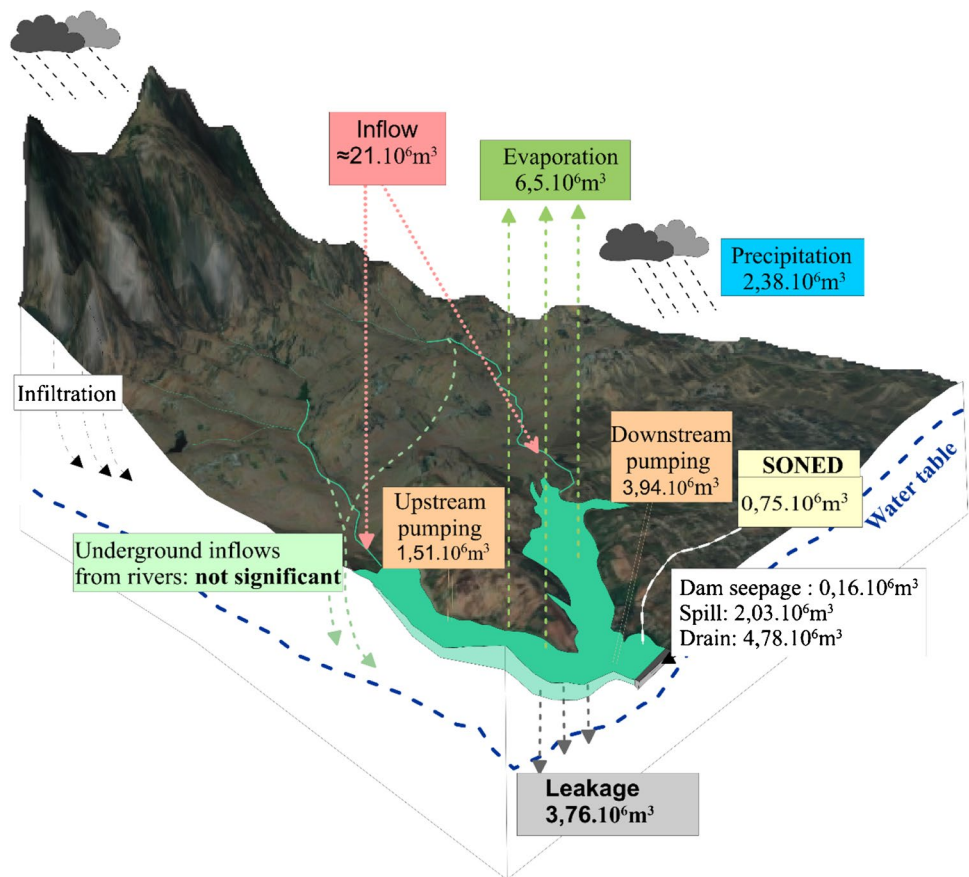 Inflow
≈21.10⁶m³
Evaporation
6,5.10⁶m³
Precipitation
2,38.10⁶m³
Infiltration
Downstream
pumping
3,94.10⁶m³
SONED
0,75.10⁶m³
Water table
Upstream
pumping
1,51.10⁶m³
Underground inflows
from rivers: not significant
Dam seepage : 0,16.10⁶m³
Spill: 2,03.10⁶m³
Drain: 4,78.10⁶m³
Leakage
3,76.10⁶m³